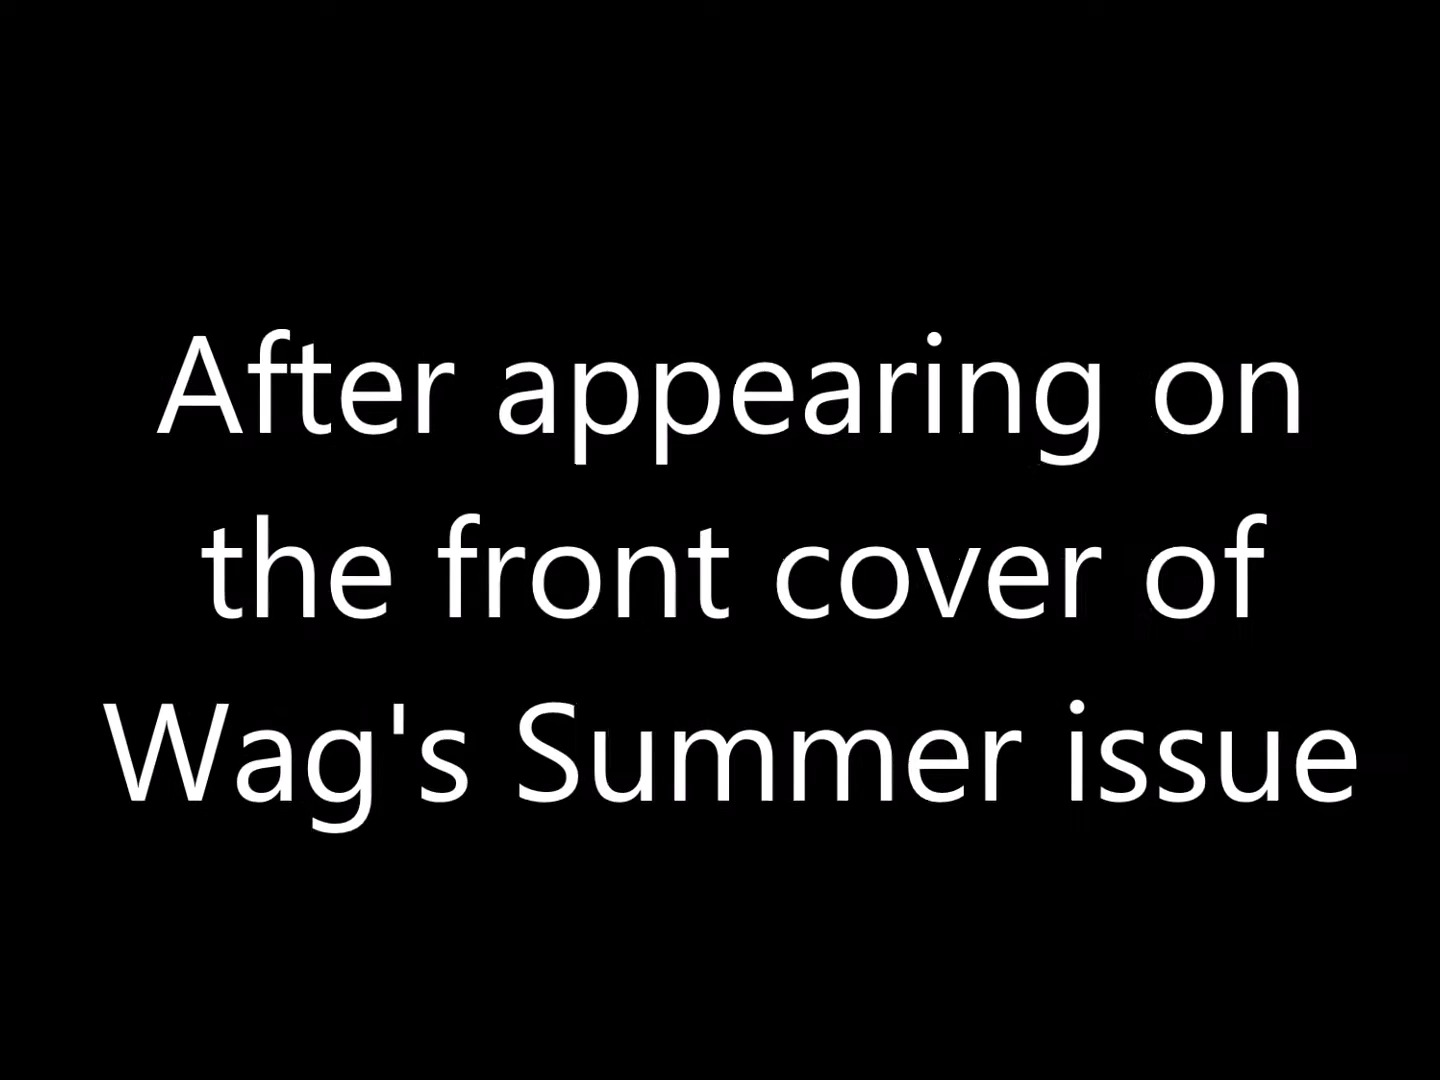 After appearing on
the front cover of
Wag's Summer issue